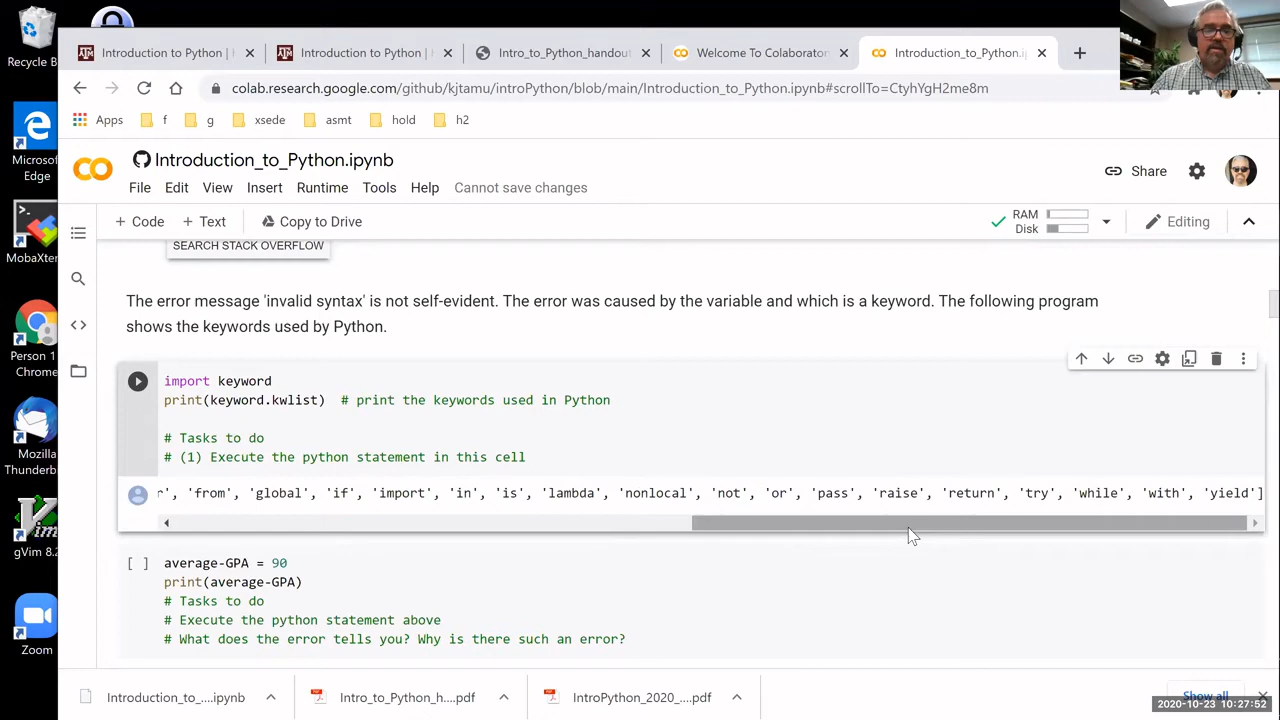 Recycle B
Microsof
Edge
MobaXter
Person 1
Chrome
Mozilla
Thunderb
gVim 8.2
Zoom
Introduction to Python |
Introduction to Python -
Intro_to_Python_handout
Welcome To Colaborator
Introduction_to_Python.i
colab.research.google.com/github/kjtamu/introPython/blob/main/Introduction_to_Python.ipynb#scrollTo=CtyhYgH2me8m
Apps f g xsede asmt hold h2
Introduction_to_Python.ipynb
File Edit View Insert Runtime Tools Help Cannot save changes
Share
+ Code + Text Copy to Drive
RAM
Disk
Editing
SEARCH STACK OVERFLOW
The error message 'invalid syntax' is not self-evident. The error was caused by the variable and which is a keyword. The following program
shows the keywords used by Python.
import keyword
print(keyword.kwlist) # print the keywords used in Python
# Tasks to do
# (1) Execute the python statement in this cell
r', 'from', 'global', 'if', 'import', 'in', 'is', 'lambda', 'nonlocal', 'not', 'or', 'pass', 'raise', 'return', 'try', 'while', 'with', 'yield']
[ ] average-GPA = 90
print(average-GPA)
# Tasks to do
# Execute the python statement above
# What does the error tells you? Why is there such an error?
Introduction_to_....ipynb
Intro_to_Python_h....pdf
IntroPython_2020_....pdf
Show all
2020-10-23 10:27:52